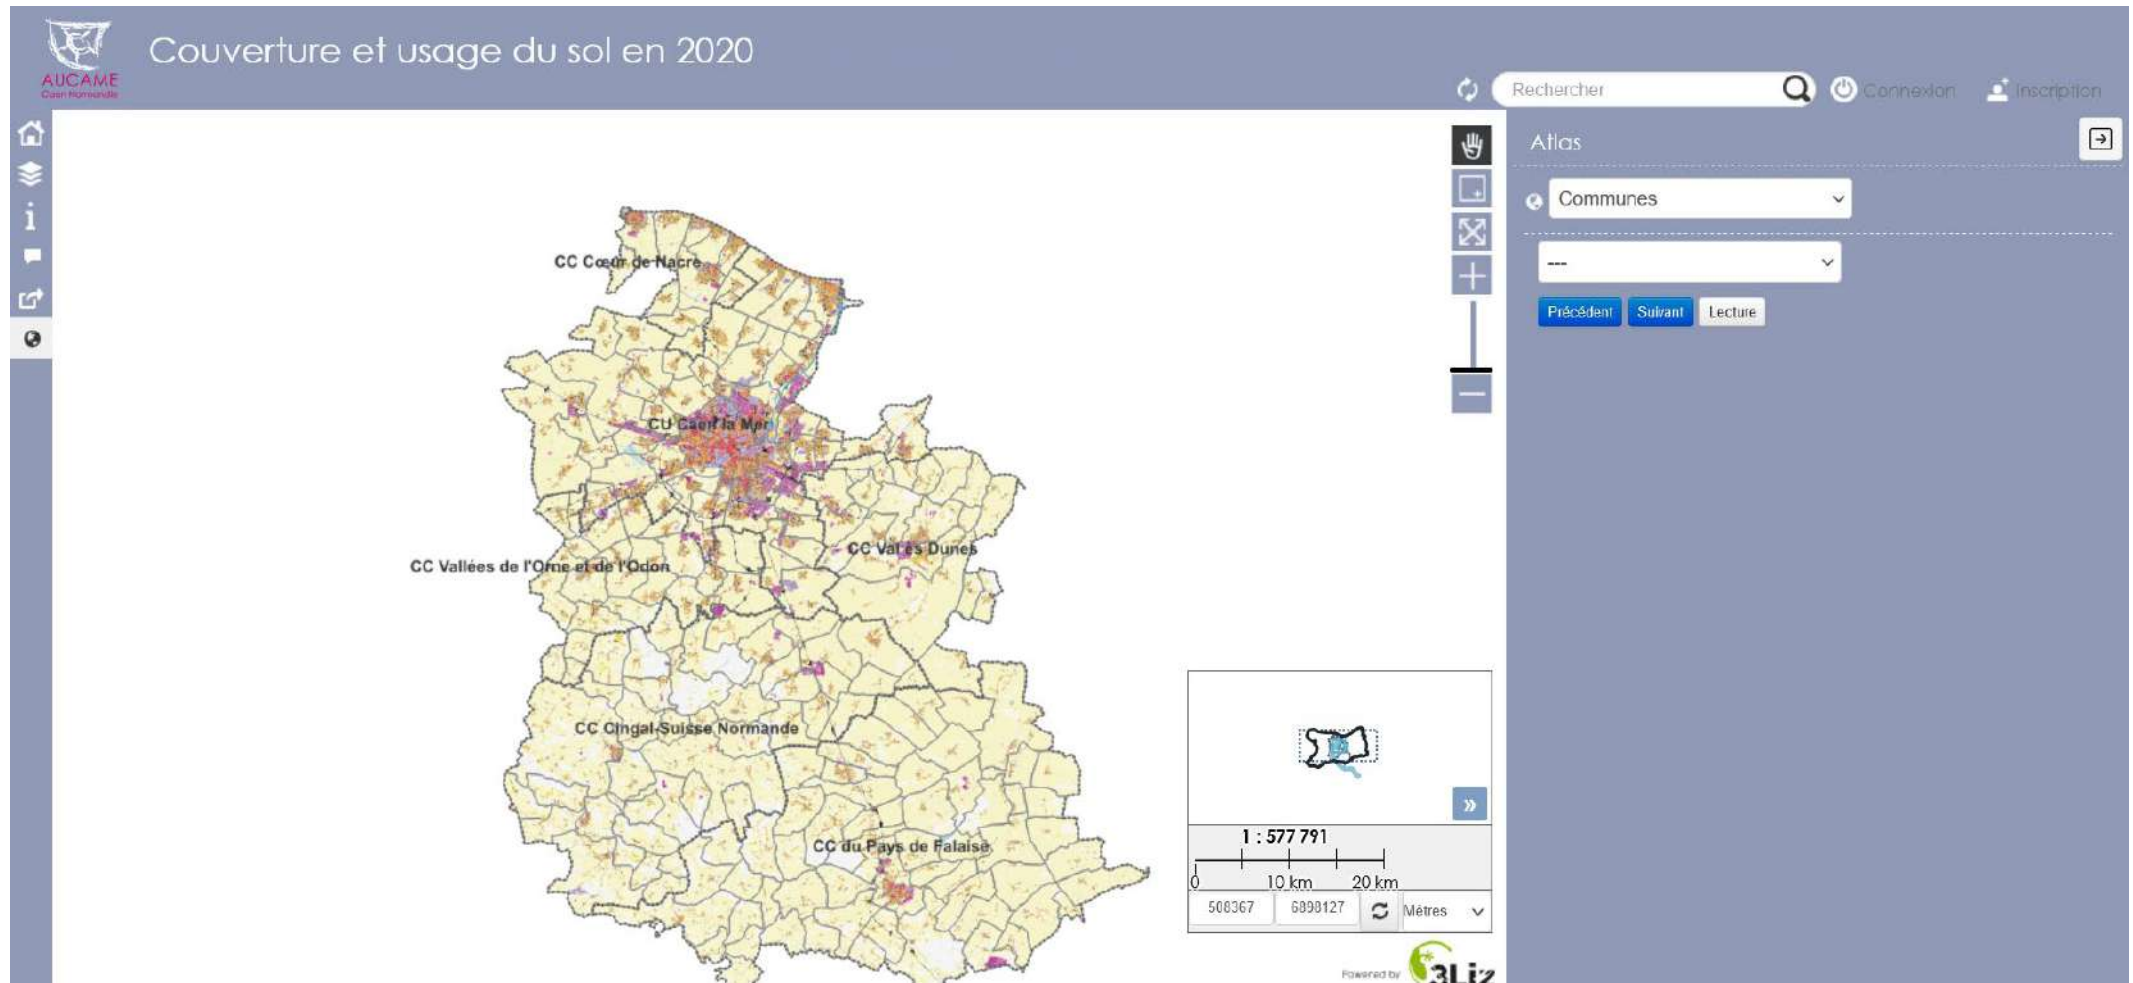 Couverture et usage du sol en 2020
AUCAME
Caen Normandie
Rechercher
Connexion
Inscription
Atlas
Communes
---
Précédent
Suivant
Lecture
CC Cœur de Nacre
CU Caen la Mer
CC Val ès Dunes
CC Vallées de l'Orne et de l'Odon
CC Cingal-Suisse Normande
CC du Pays de Falaise
1 : 577 791
0 10 km 20 km
508367 6898127 Mètres
Powered by 3Liz